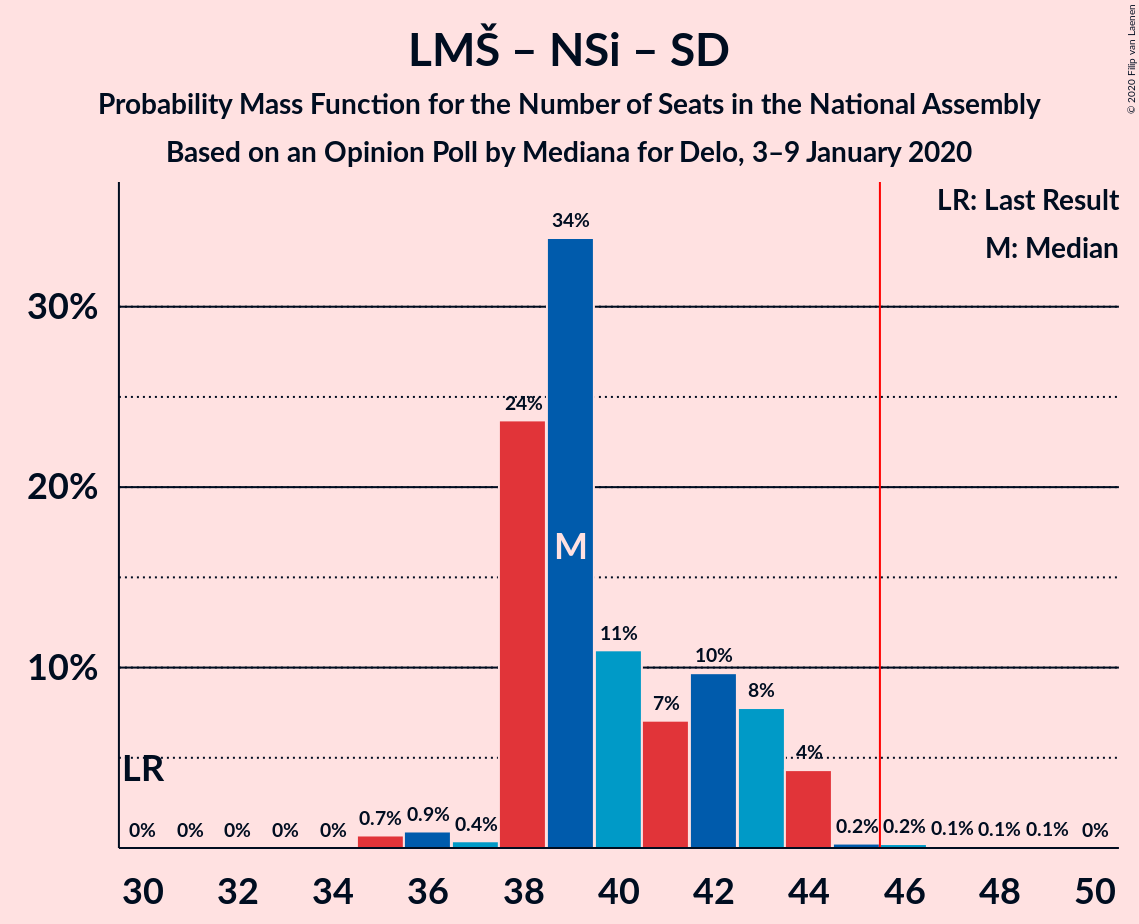 LMŠ – NSi – SD
Probability Mass Function for the Number of Seats in the National Assembly
Based on an Opinion Poll by Mediana for Delo, 3–9 January 2020
© 2020 Filip van Laenen
LR: Last Result
M: Median
34%
30%
24%
20%
M
11%
10%
10%
7%
8%
4%
LR
0% 0% 0% 0% 0% 0.7% 0.9% 0.4% 0.2% 0.2% 0.1% 0.1% 0.1% 0%
30 32 34 36 38 40 42 44 46 48 50